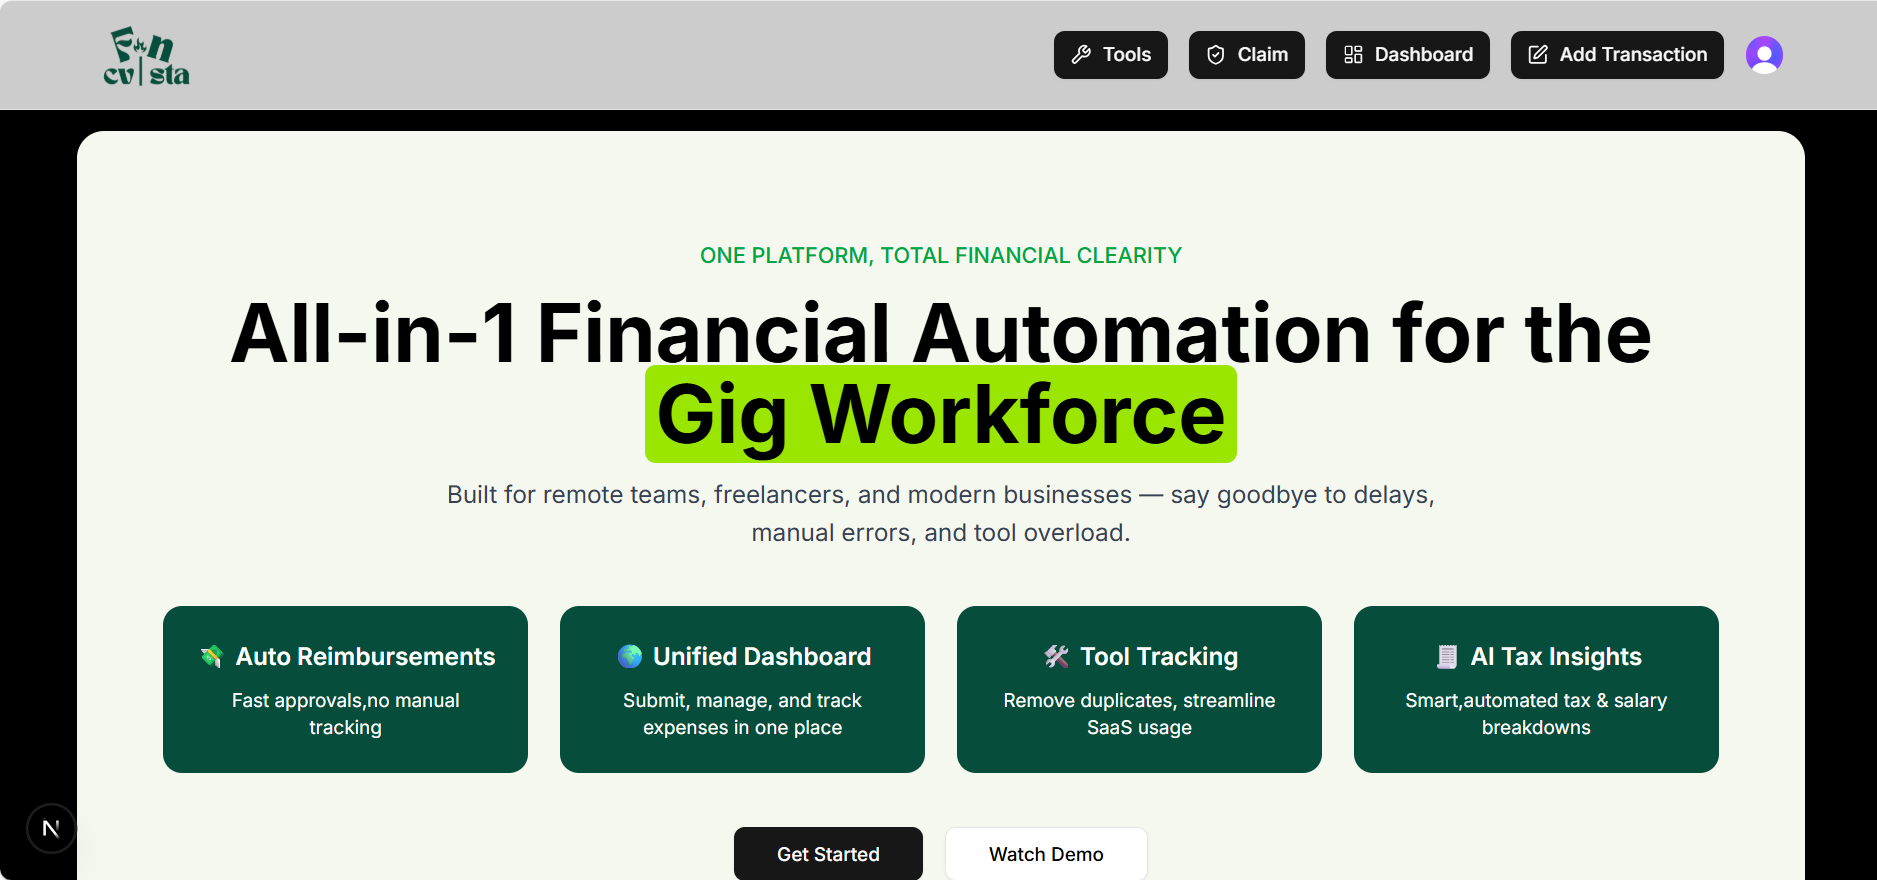 Fin
cv|sta
Tools
Claim
Dashboard
Add Transaction
ONE PLATFORM, TOTAL FINANCIAL CLEARITY
All-in-1 Financial Automation for the
Gig Workforce
Built for remote teams, freelancers, and modern businesses — say goodbye to delays,
manual errors, and tool overload.
💸 Auto Reimbursements
Fast approvals,no manual
tracking
🌍 Unified Dashboard
Submit, manage, and track
expenses in one place
🛠️ Tool Tracking
Remove duplicates, streamline
SaaS usage
🧾 AI Tax Insights
Smart,automated tax & salary
breakdowns
N
Get Started
Watch Demo